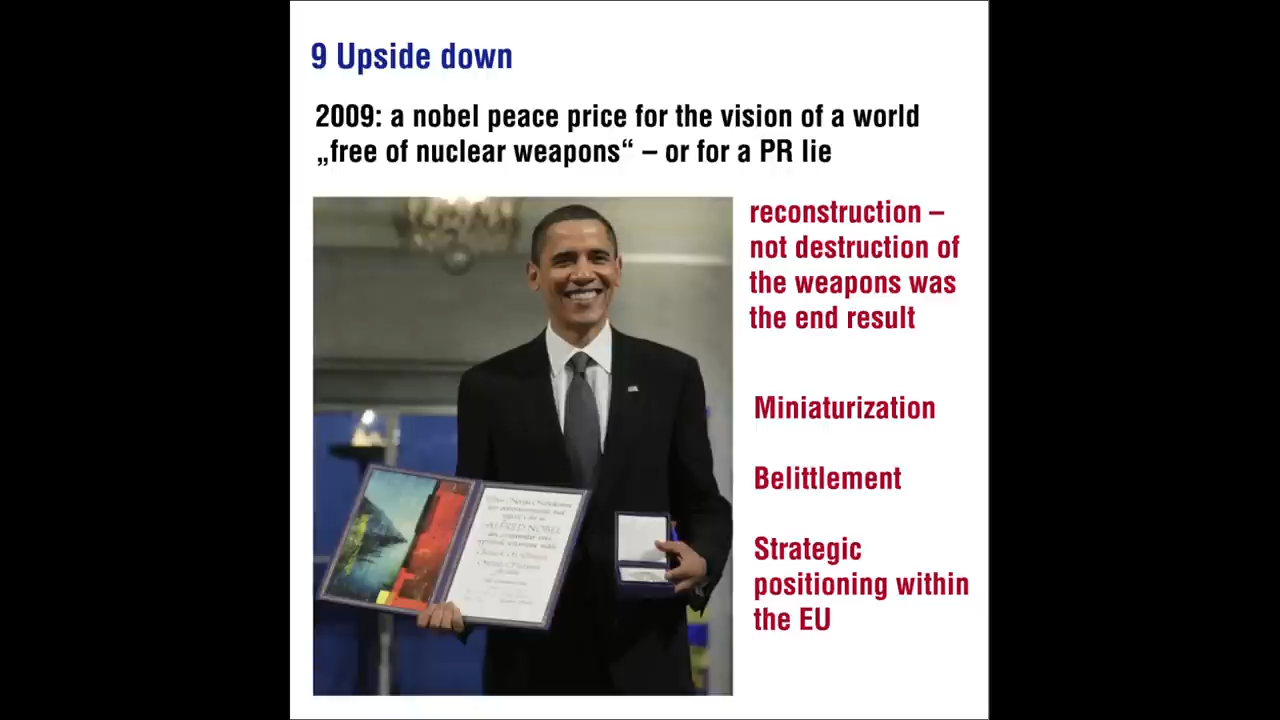 9 Upside down
2009: a nobel peace price for the vision of a world
„free of nuclear weapons“ – or for a PR lie
reconstruction –
not destruction of
the weapons was
the end result
Miniaturization
Belittlement
Strategic
positioning within
the EU
ALFRED NOBEL